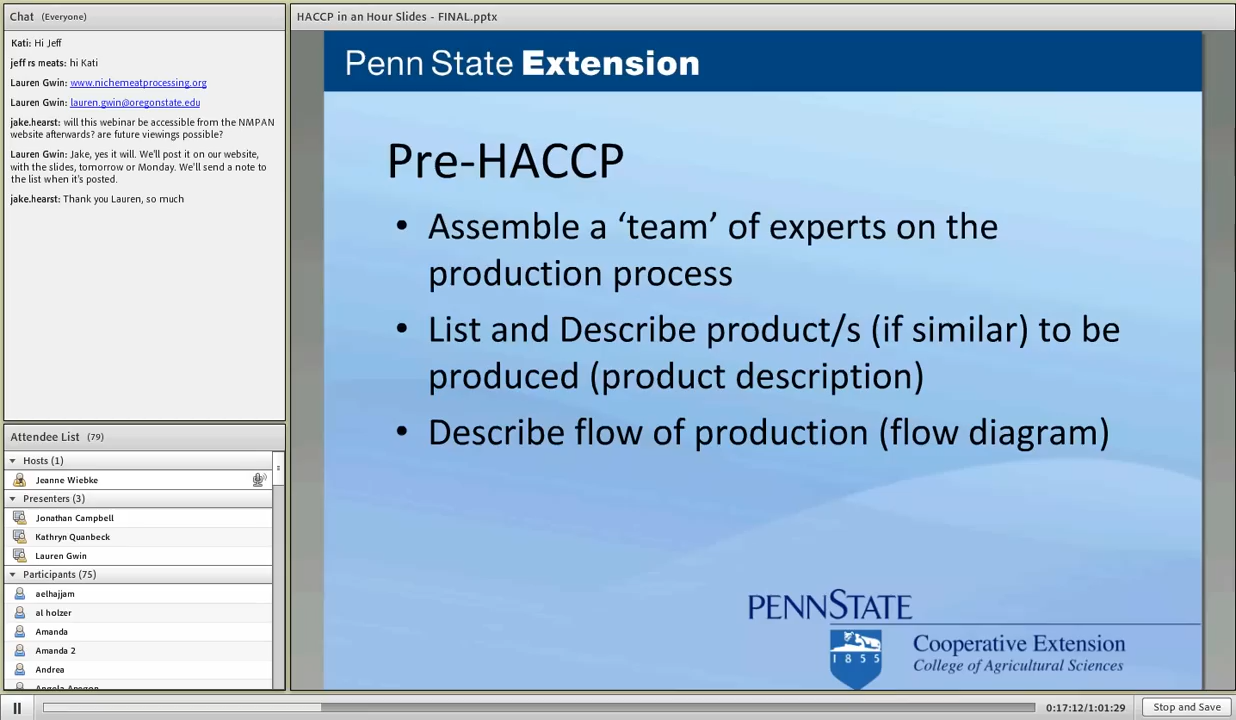 Chat (Everyone)
Kati: Hi Jeff
jeff rs meats: hi Kati
Lauren Gwin: www.nichemeatprocessing.org
Lauren Gwin: lauren.gwin@oregonstate.edu
jake.hearst: will this webinar be accessible from the NMPAN
website afterwards? are future viewings possible?
Lauren Gwin: Jake, yes it will. We'll post it on our website,
with the slides, tomorrow or Monday. We'll send a note to
the list when it's posted.
jake.hearst: Thank you Lauren, so much
Attendee List (79)
Hosts (1)
Jeanne Wiebke
Presenters (3)
Jonathan Campbell
Kathryn Quanbeck
Lauren Gwin
Participants (75)
aelhajjam
al holzer
Amanda
Amanda 2
Andrea
Angela Aragon
HACCP in an Hour Slides - FINAL.pptx
Penn State Extension
Pre-HACCP
• Assemble a ‘team’ of experts on the
production process
• List and Describe product/s (if similar) to be
produced (product description)
• Describe flow of production (flow diagram)
PENNSTATE
1855
Cooperative Extension
College of Agricultural Sciences
0:17:12/1:01:29
Stop and Save